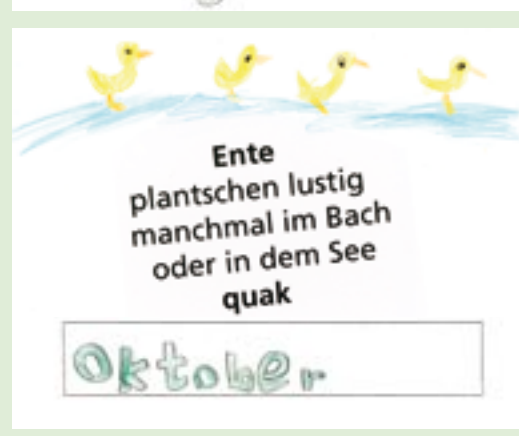 Ente
plantschen lustig
manchmal im Bach
oder in dem See
quak
Oktober